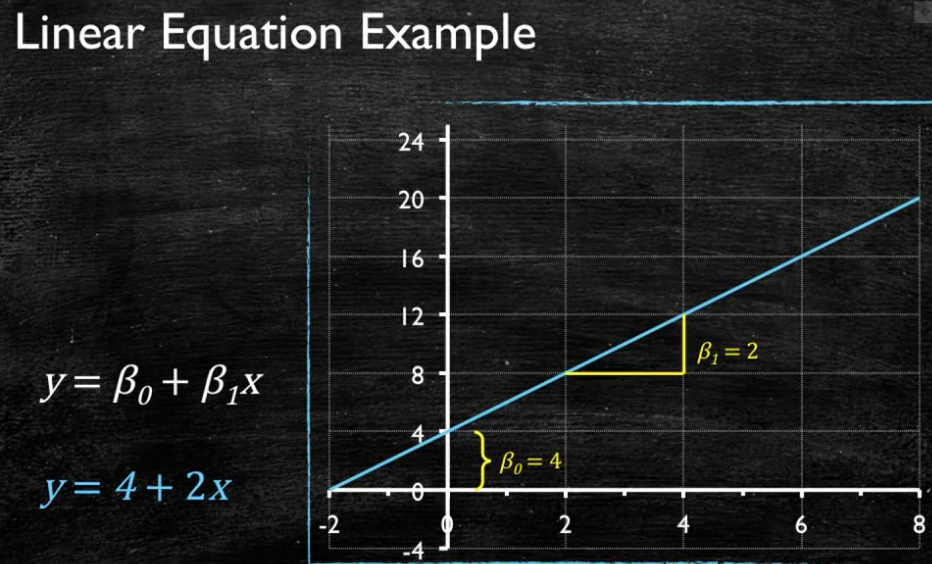 Linear Equation Example
24
20
16
12
8
4
0
-4
-2 0 2 4 6 8
β₁ = 2
β₀ = 4
y = β₀ + β₁x
y = 4 + 2x